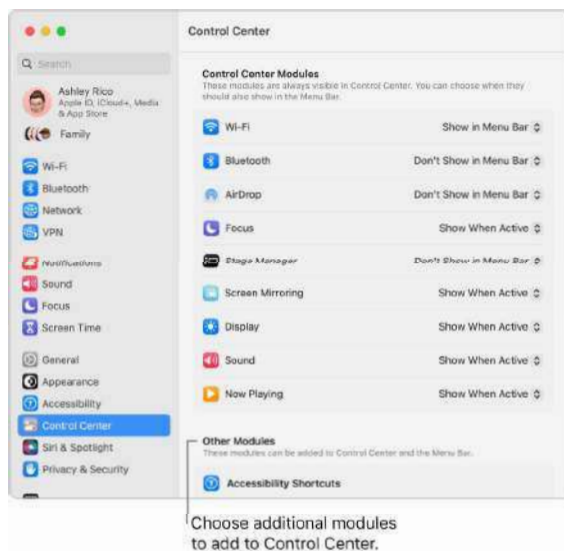 Control Center
Search
Ashley Rico
Apple ID, iCloud+, Media
& App Store
Family
Wi-Fi
Bluetooth
Network
VPN
Notifications
Sound
Focus
Screen Time
General
Appearance
Accessibility
Control Center
Siri & Spotlight
Privacy & Security
Control Center Modules
These modules are always visible in Control Center. You can choose when they
should also show in the Menu Bar.
Wi-Fi Show in Menu Bar
Bluetooth Don't Show in Menu Bar
AirDrop Don't Show in Menu Bar
Focus Show When Active
Stage Manager Don't Show in Menu Bar
Screen Mirroring Show When Active
Display Show When Active
Sound Show When Active
Now Playing Show When Active
Other Modules
These modules can be added to Control Center and the Menu Bar.
Accessibility Shortcuts
Choose additional modules
to add to Control Center.